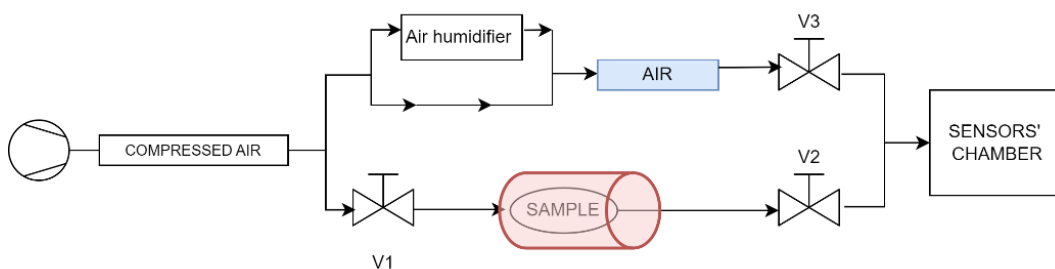 V3
Air humidifier
AIR
COMPRESSED AIR
SENSORS'
CHAMBER
V2
SAMPLE
V1